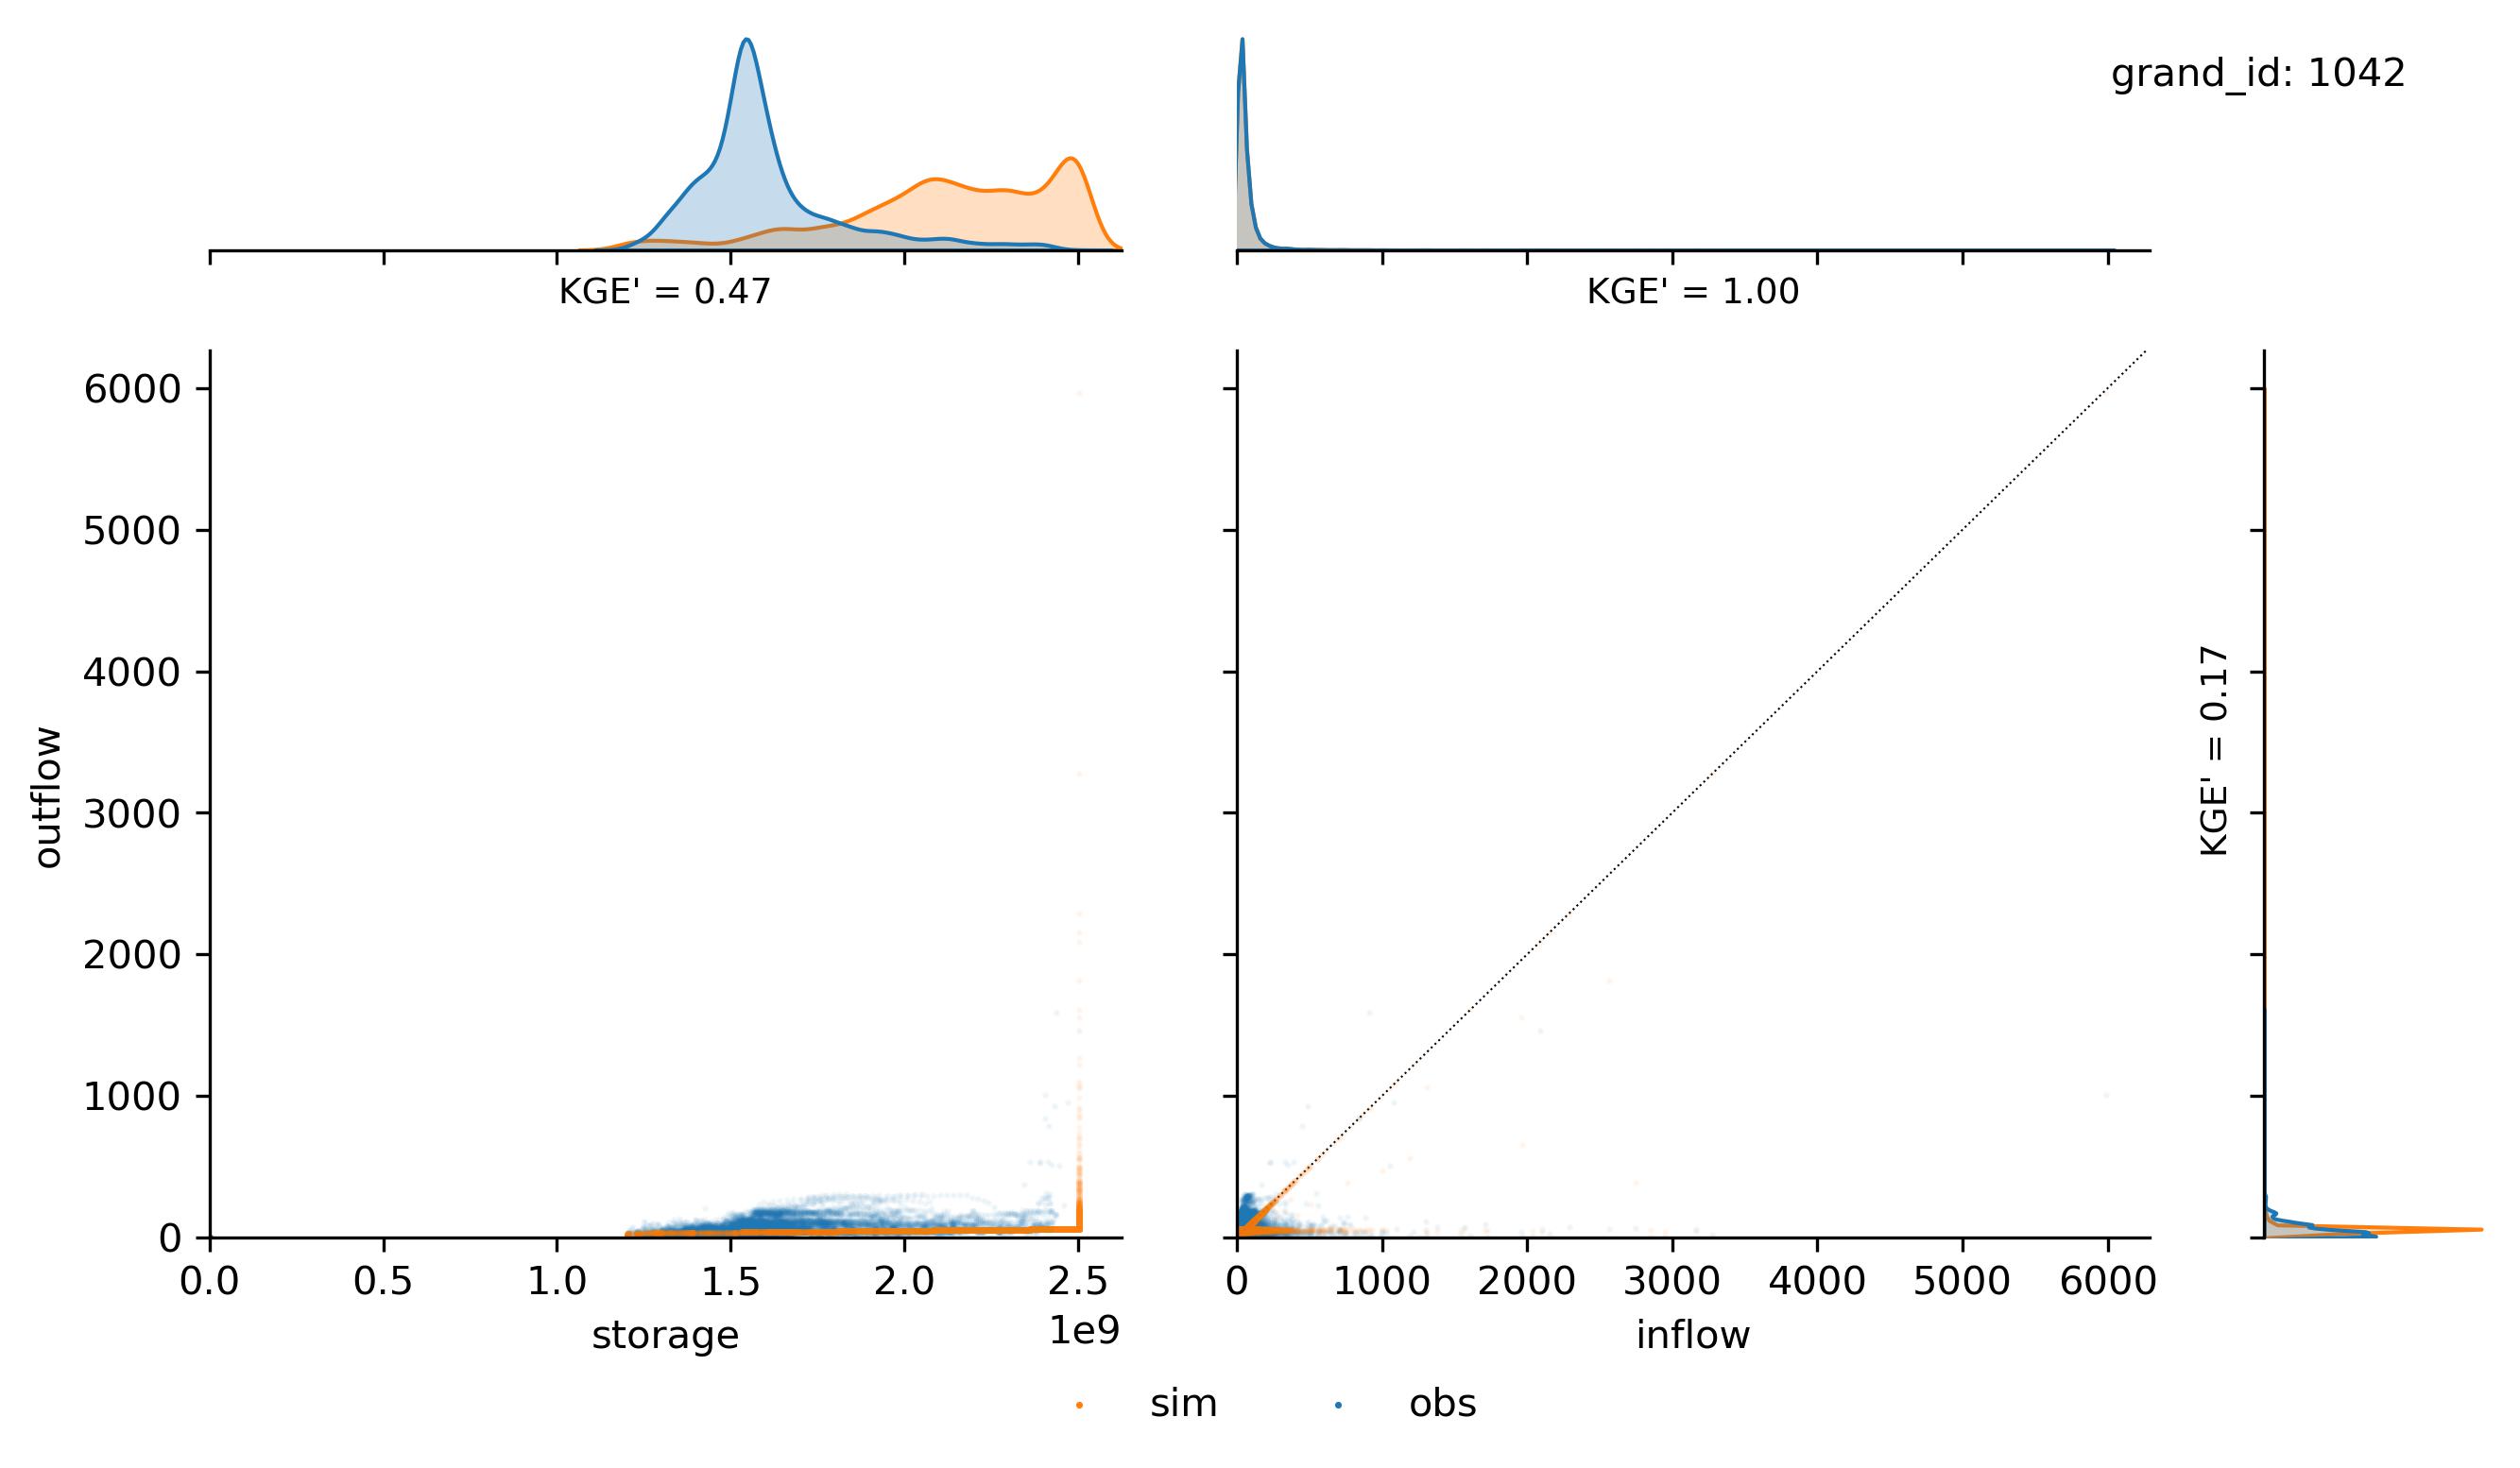 grand_id: 1042
KGE' = 0.47
KGE' = 1.00
6000
5000
4000
3000
2000
1000
0
outflow
KGE' = 0.17
0.0 0.5 1.0 1.5 2.0 2.5
1e9
storage
0 1000 2000 3000 4000 5000 6000
inflow
sim obs